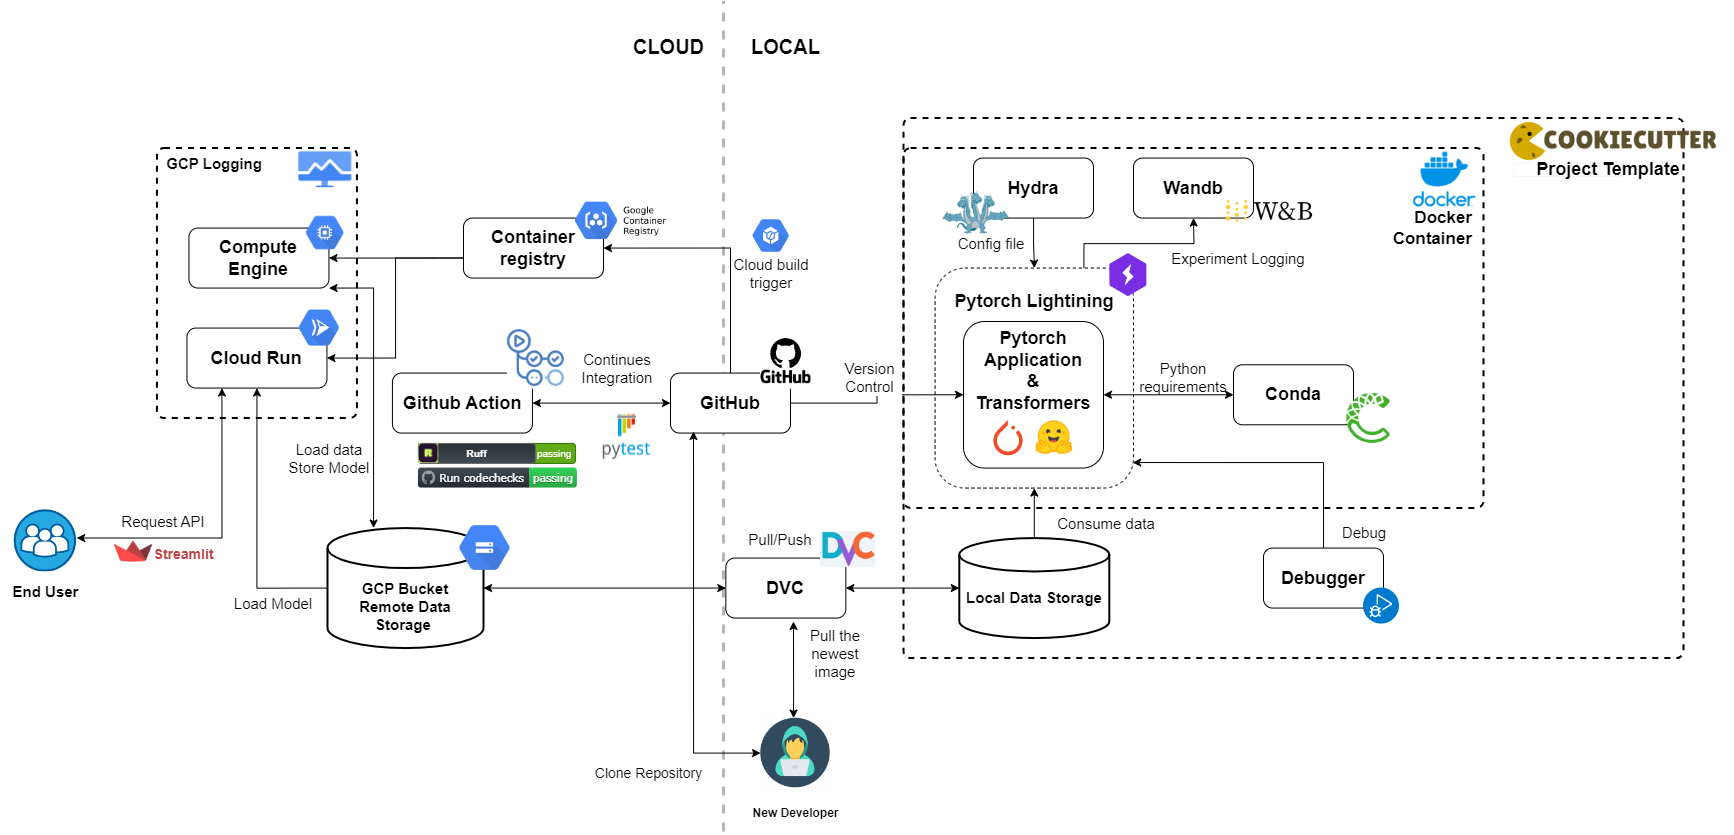 CLOUD
LOCAL
GCP Logging
Compute
Engine
Cloud Run
Container
registry
Google
Container
Registry
Cloud build
trigger
Continues
Integration
Github Action
GitHub
GitHub
Version
Control
Ruff
passing
Run codechecks
passing
pytest
Load data
Store Model
Request API
Streamlit
End User
Load Model
GCP Bucket
Remote Data
Storage
Pull/Push
DVC
DVC
Pull the
newest
image
Clone Repository
New Developer
COOKIECUTTER
Project Template
docker
Docker
Container
Hydra
Config file
Wandb
W&B
Experiment Logging
Pytorch Lightining
Pytorch
Application
&
Transformers
Python
requirements
Conda
Consume data
Local Data Storage
Debug
Debugger